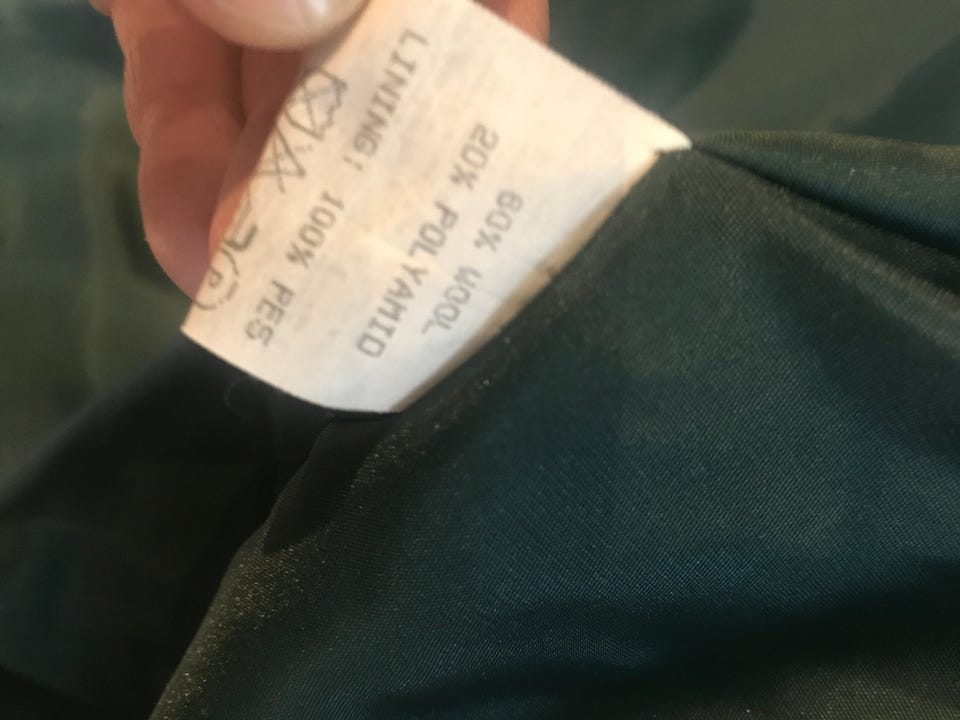 80% WOOL
20% POLYAMID
LINING: 100% PES
P